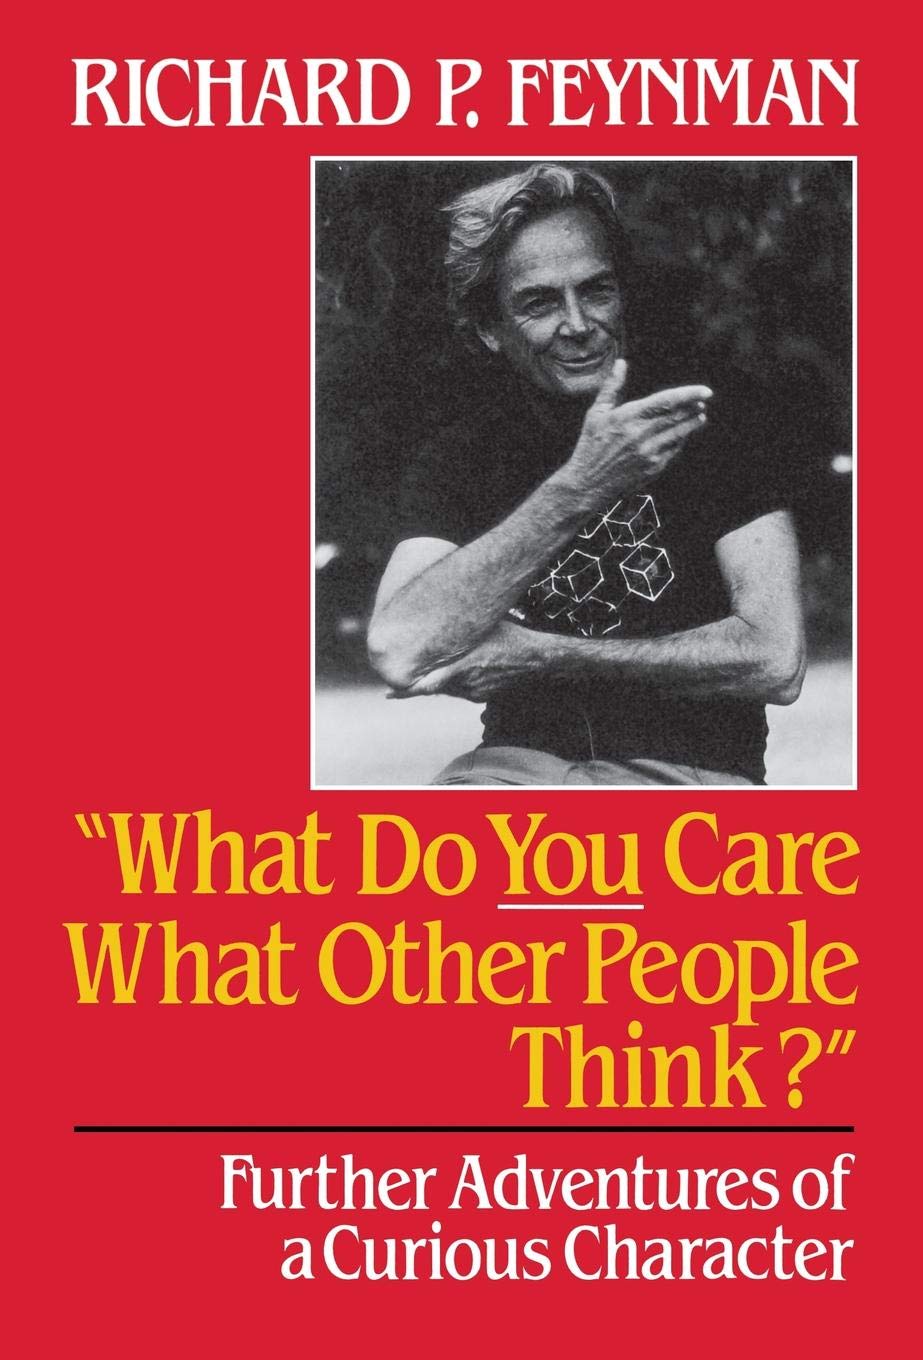 RICHARD P. FEYNMAN
“What Do You Care
What Other People
Think?”
Further Adventures of
a Curious Character